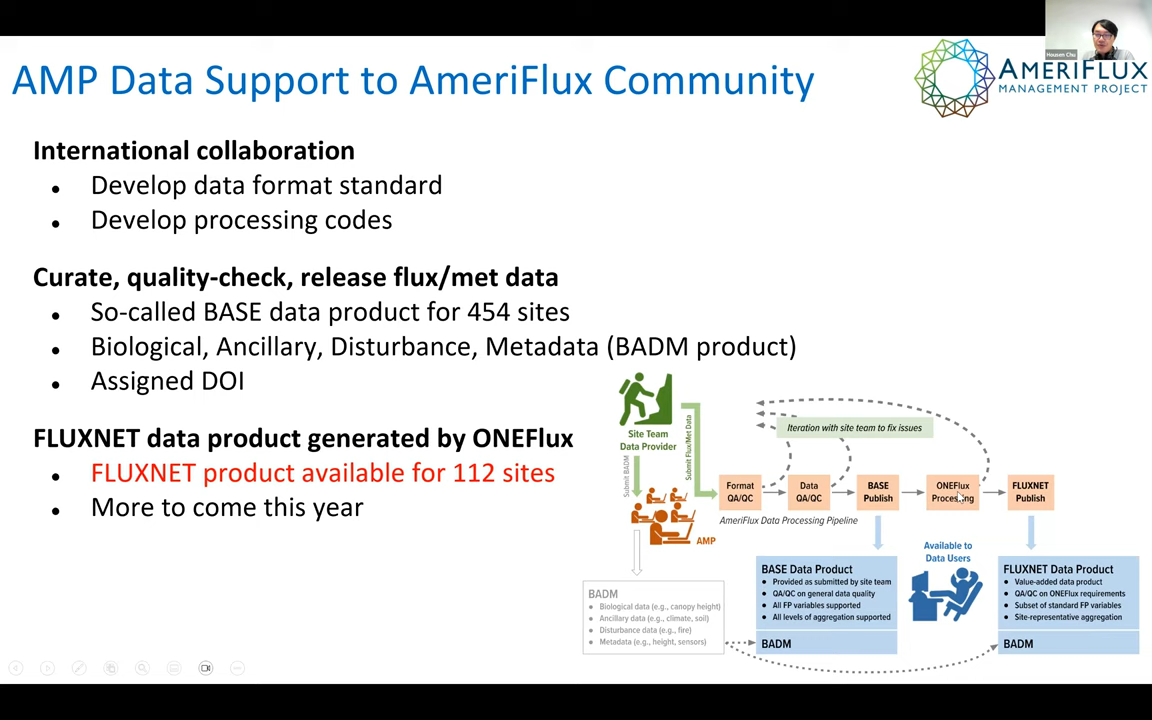 Housen Chu
AMP Data Support to AmeriFlux Community
AMERIFLUX
MANAGEMENT PROJECT
International collaboration
● Develop data format standard
● Develop processing codes
Curate, quality-check, release flux/met data
● So-called BASE data product for 454 sites
● Biological, Ancillary, Disturbance, Metadata (BADM product)
● Assigned DOI
FLUXNET data product generated by ONEFlux
● FLUXNET product available for 112 sites
● More to come this year
Site Team
Data Provider
Submit BADM
Submit Flux/Met Data
AMP
Iteration with site team to fix issues
Format
QA/QC
Data
QA/QC
BASE
Publish
ONEFlux
Processing
FLUXNET
Publish
AmeriFlux Data Processing Pipeline
BADM
● Biological data (e.g., canopy height)
● Ancillary data (e.g., climate, soil)
● Disturbance data (e.g., fire)
● Metadata (e.g., height, sensors)
BASE Data Product
● Provided as submitted by site team
● QA/QC on general data quality
● All FP variables supported
● All levels of aggregation supported
BADM
Available to
Data Users
FLUXNET Data Product
● Value-added data product
● QA/QC on ONEFlux requirements
● Subset of standard FP variables
● Site-representative aggregation
BADM